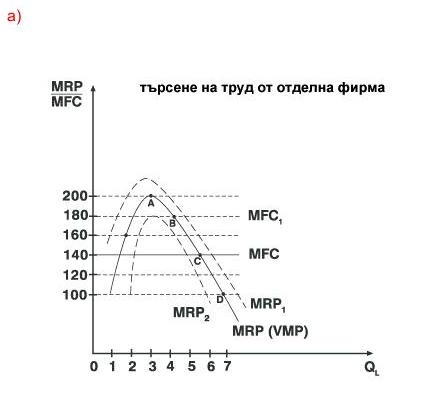 а)
MRP
MFC
търсене на труд от отделна фирма
200
A
180
B
MFC₁
160
140
C
MFC
120
100
D
MRP₁
MRP₂
MRP (VMP)
0 1 2 3 4 5 6 7 Q_L